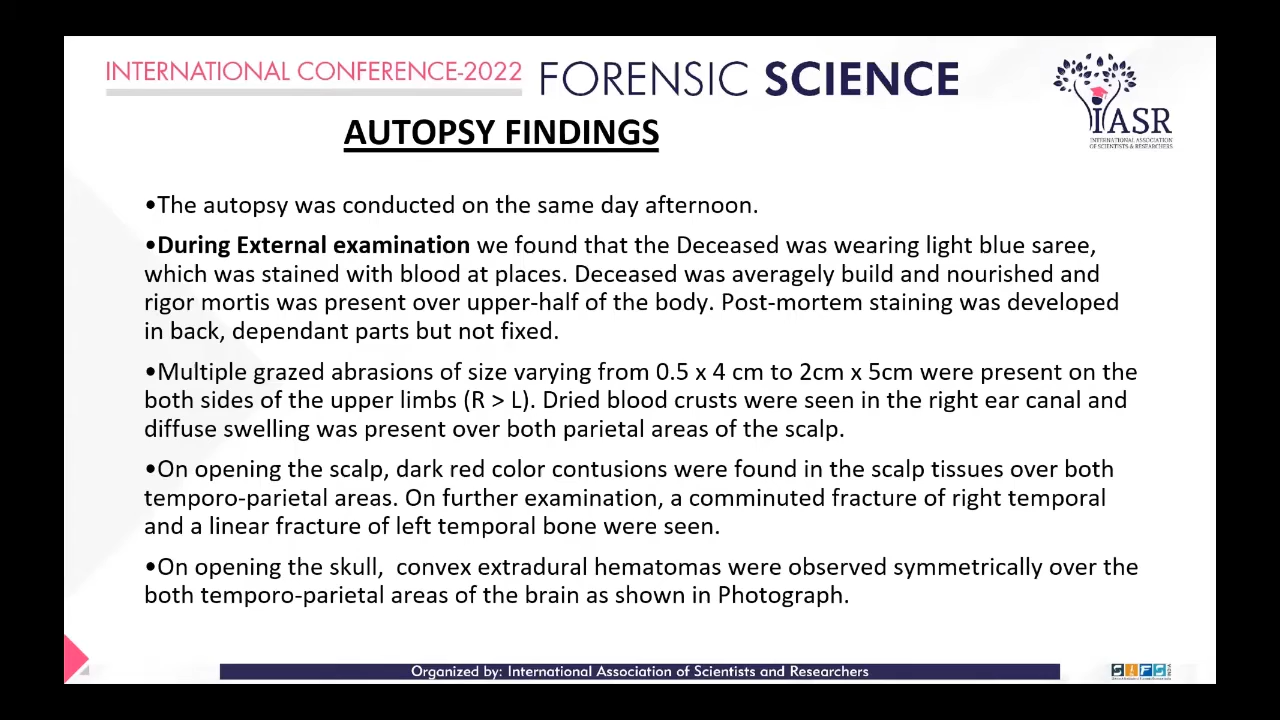 INTERNATIONAL CONFERENCE-2022 FORENSIC SCIENCE
IASR
INTERNATIONAL ASSOCIATION
OF SCIENTISTS & RESEARCHERS
AUTOPSY FINDINGS
•The autopsy was conducted on the same day afternoon.
•During External examination we found that the Deceased was wearing light blue saree,
which was stained with blood at places. Deceased was averagely build and nourished and
rigor mortis was present over upper-half of the body. Post-mortem staining was developed
in back, dependant parts but not fixed.
•Multiple grazed abrasions of size varying from 0.5 x 4 cm to 2cm x 5cm were present on the
both sides of the upper limbs (R > L). Dried blood crusts were seen in the right ear canal and
diffuse swelling was present over both parietal areas of the scalp.
•On opening the scalp, dark red color contusions were found in the scalp tissues over both
temporo-parietal areas. On further examination, a comminuted fracture of right temporal
and a linear fracture of left temporal bone were seen.
•On opening the skull,  convex extradural hematomas were observed symmetrically over the
both temporo-parietal areas of the brain as shown in Photograph.
Organized by: International Association of Scientists and Researchers
SIFS
INDIA